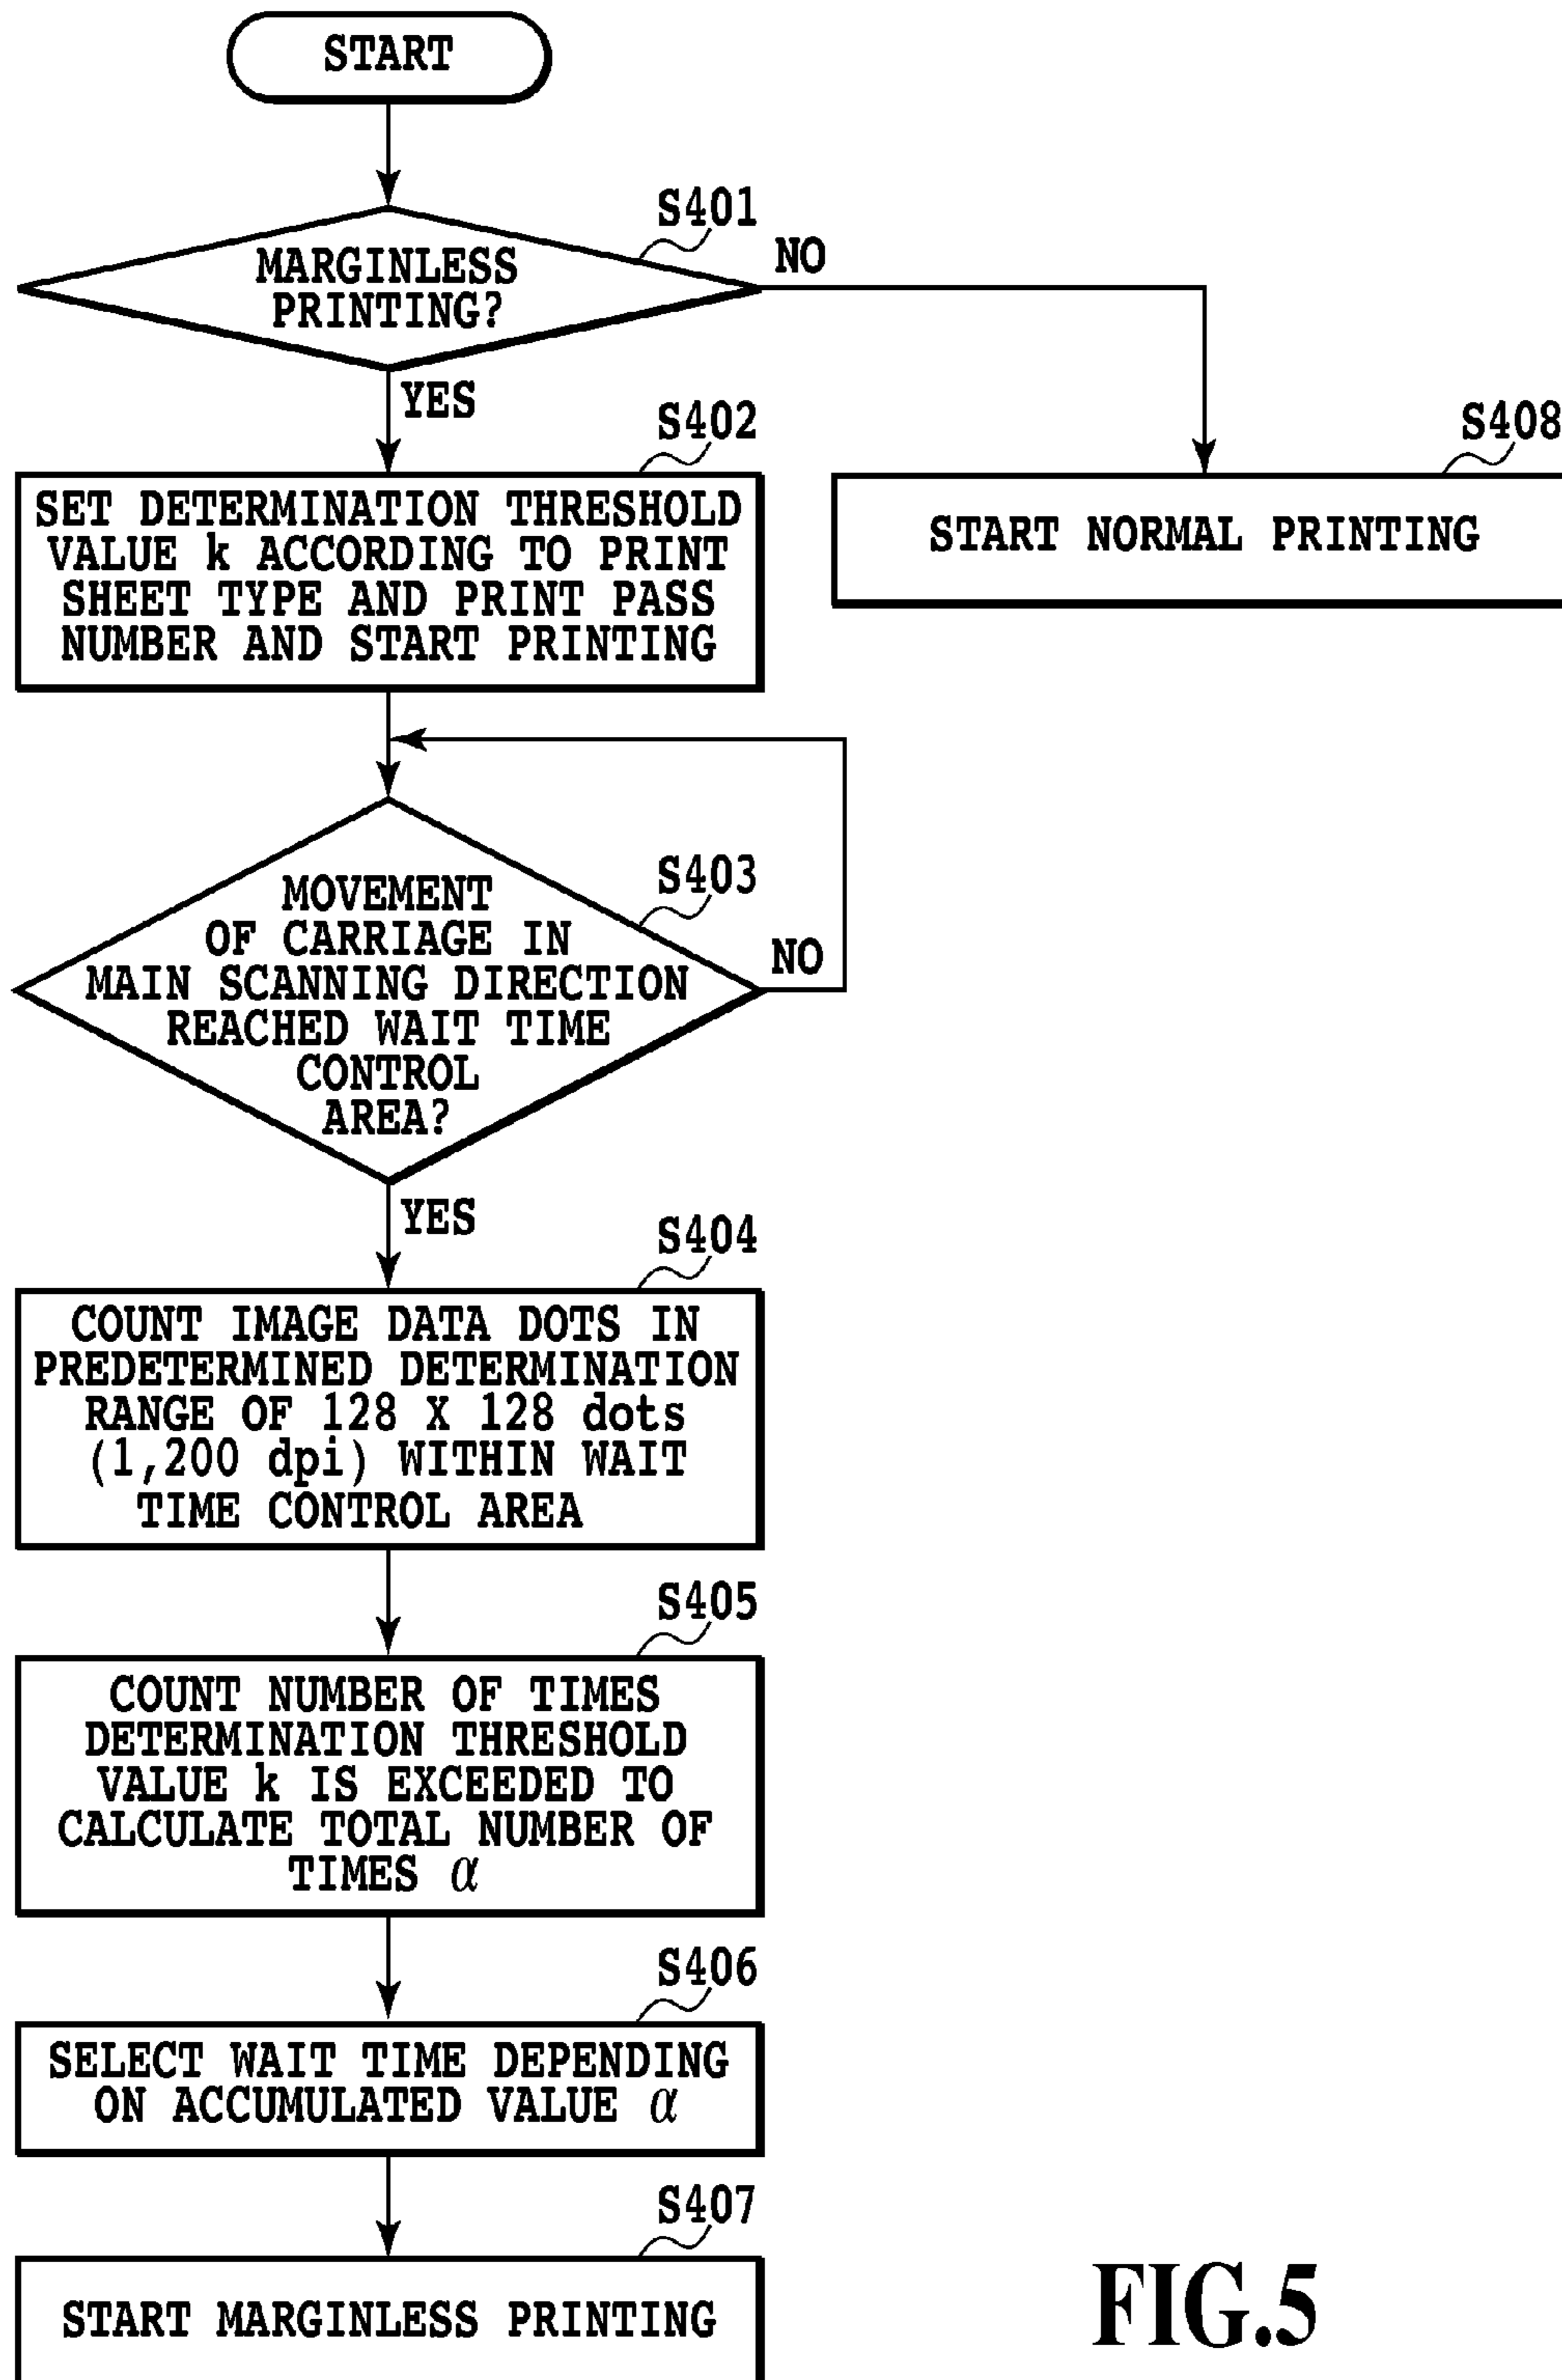 START
S401
MARGINLESS
PRINTING?
NO
YES
S402
SET DETERMINATION THRESHOLD
VALUE k ACCORDING TO PRINT
SHEET TYPE AND PRINT PASS
NUMBER AND START PRINTING
S408
START NORMAL PRINTING
S403
MOVEMENT
OF CARRIAGE IN
MAIN SCANNING DIRECTION
REACHED WAIT TIME
CONTROL
AREA?
NO
YES
S404
COUNT IMAGE DATA DOTS IN
PREDETERMINED DETERMINATION
RANGE OF 128 X 128 dots
(1,200 dpi) WITHIN WAIT
TIME CONTROL AREA
S405
COUNT NUMBER OF TIMES
DETERMINATION THRESHOLD
VALUE k IS EXCEEDED TO
CALCULATE TOTAL NUMBER OF
TIMES α
S406
SELECT WAIT TIME DEPENDING
ON ACCUMULATED VALUE α
S407
START MARGINLESS PRINTING
FIG.5